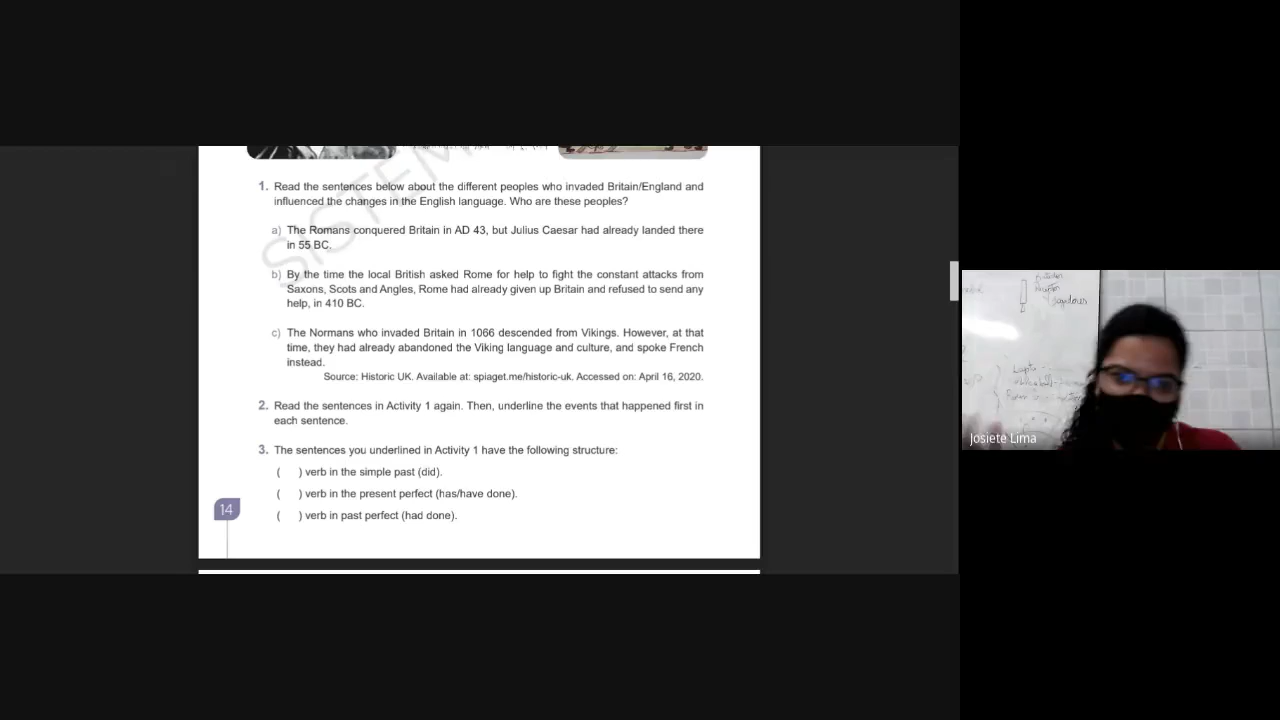 1. Read the sentences below about the different peoples who invaded Britain/England and
influenced the changes in the English language. Who are these peoples?
a) The Romans conquered Britain in AD 43, but Julius Caesar had already landed there
in 55 BC.
b) By the time the local British asked Rome for help to fight the constant attacks from
Saxons, Scots and Angles, Rome had already given up Britain and refused to send any
help, in 410 BC.
c) The Normans who invaded Britain in 1066 descended from Vikings. However, at that
time, they had already abandoned the Viking language and culture, and spoke French
instead.
Source: Historic UK. Available at: spiaget.me/historic-uk. Accessed on: April 16, 2020.
2. Read the sentences in Activity 1 again. Then, underline the events that happened first in
each sentence.
3. The sentences you underlined in Activity 1 have the following structure:
( ) verb in the simple past (did).
( ) verb in the present perfect (has/have done).
( ) verb in past perfect (had done).
14
SISTEM
Josiete Lima